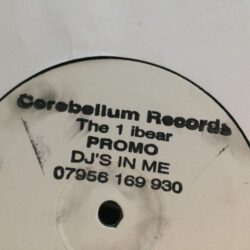 Cerebellum Records
The 1 ibear
PROMO
DJ'S IN ME
07956 169 930